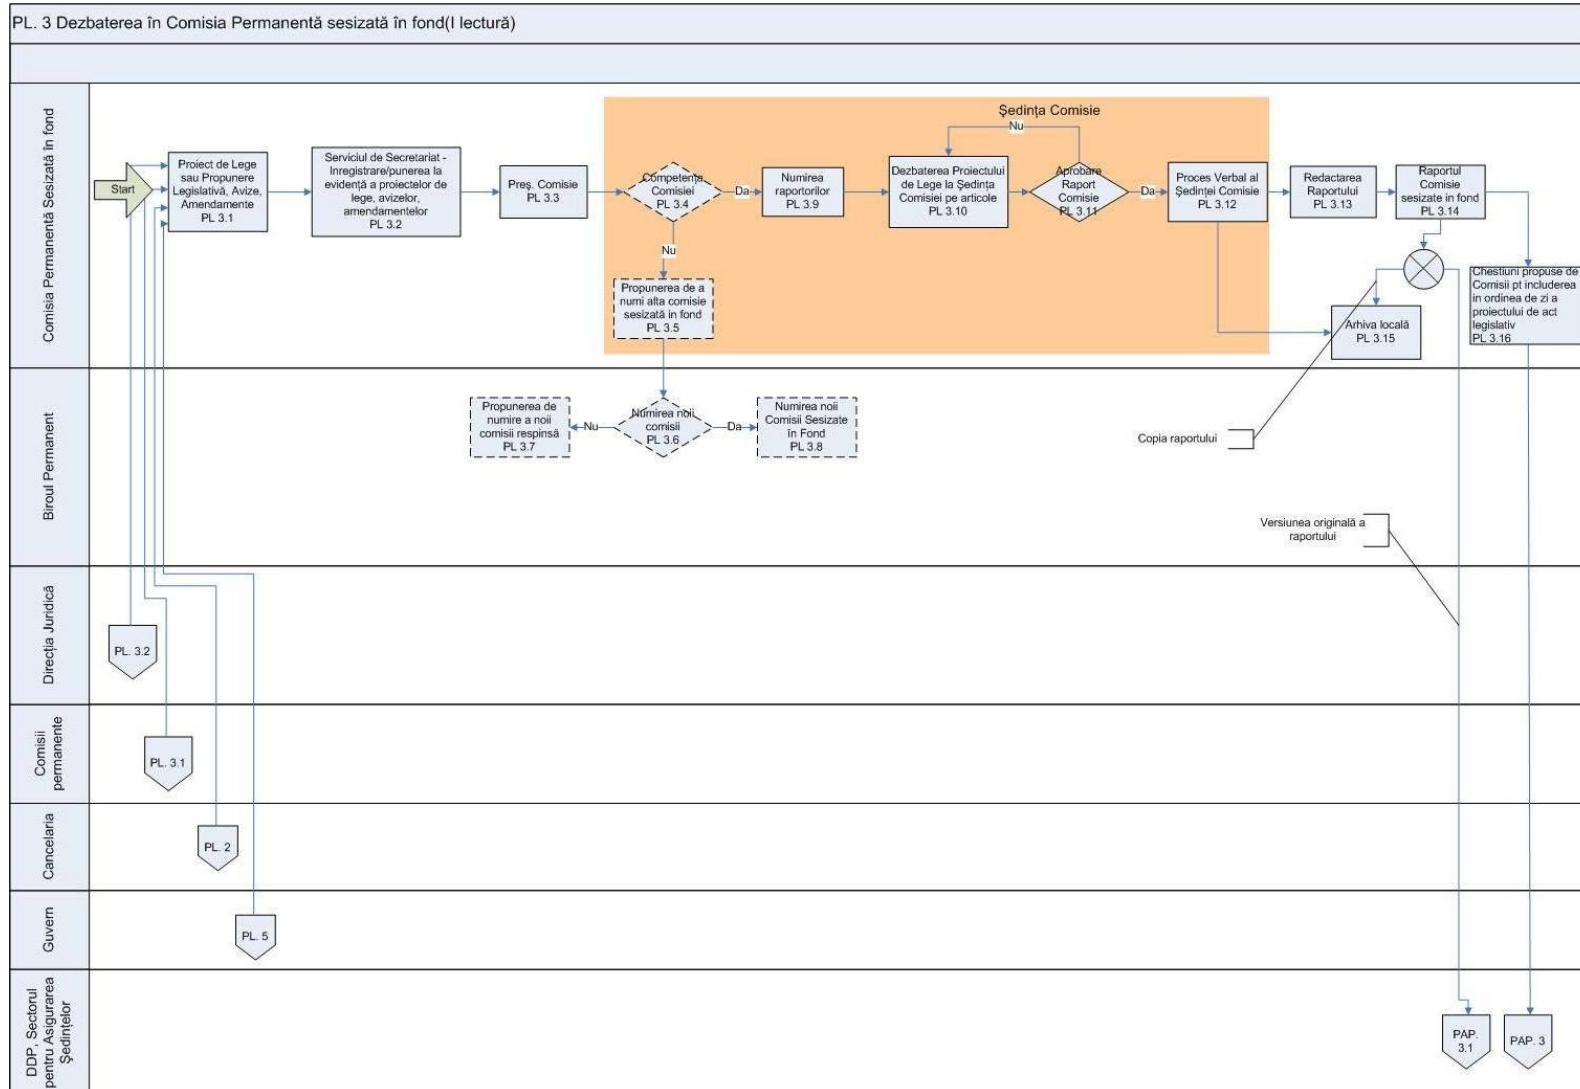 PL. 3 Dezbaterea în Comisia Permanentă sesizată în fond(I lectură)
Comisia Permanentă Sesizată în fond
Start
Proiect de Lege
sau Propunere
Legislativă, Avize,
Amendamente
PL 3.1
Serviciul de Secretariat -
Inregistrare/punerea la
evidență a proiectelor de
lege, avizelor,
amendamentelor
PL 3.2
Preş. Comisie
PL 3.3
Şedința Comisie
Competența
Comisiei
PL 3.4
Da
Nu
Numirea
raportorilor
PL 3.9
Nu
Dezbaterea Proiectului
de Lege la Şedința
Comisiei pe articole
PL 3.10
Aprobare
Raport
Comisie
PL 3.11
Da
Proces Verbal al
Şedinței Comisie
PL 3.12
Redactarea
Raportului
PL 3.13
Raportul
Comisie
sesizate in fond
PL 3.14
Propunerea de a
numi alta comisie
sesizată in fond
PL 3.5
Arhiva locală
PL 3.15
Chestiuni propuse de
Comisii pt includerea
in ordinea de zi a
proiectului de act
legislativ
PL 3.16
Biroul Permanent
Propunerea de
numire a noii
comisii respinsă
PL 3.7
Nu
Numirea noii
comisii
PL 3.6
Da
Numirea noii
Comisii Sesizate
în Fond
PL 3.8
Copia raportului
Versiunea originală a
raportului
Direcția Juridică
PL. 3.2
Comisii
permanente
PL. 3.1
Cancelaria
PL. 2
Guvern
PL. 5
DDP, Sectorul
pentru Asigurarea
Şedințelor
PAP.
3.1
PAP. 3